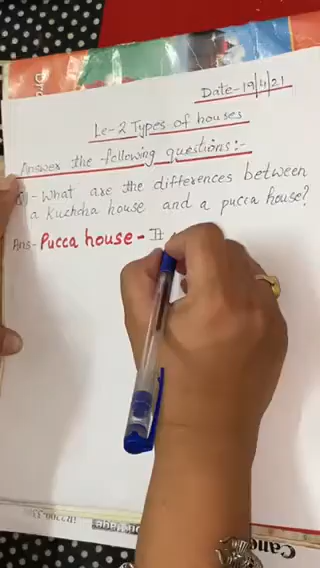 Date-19/4/21
Le-2 Types of houses
Answer the following questions:-
Q1)-What are the differences between
a kuchcha house and a pucca house?
Ans- Pucca house - It